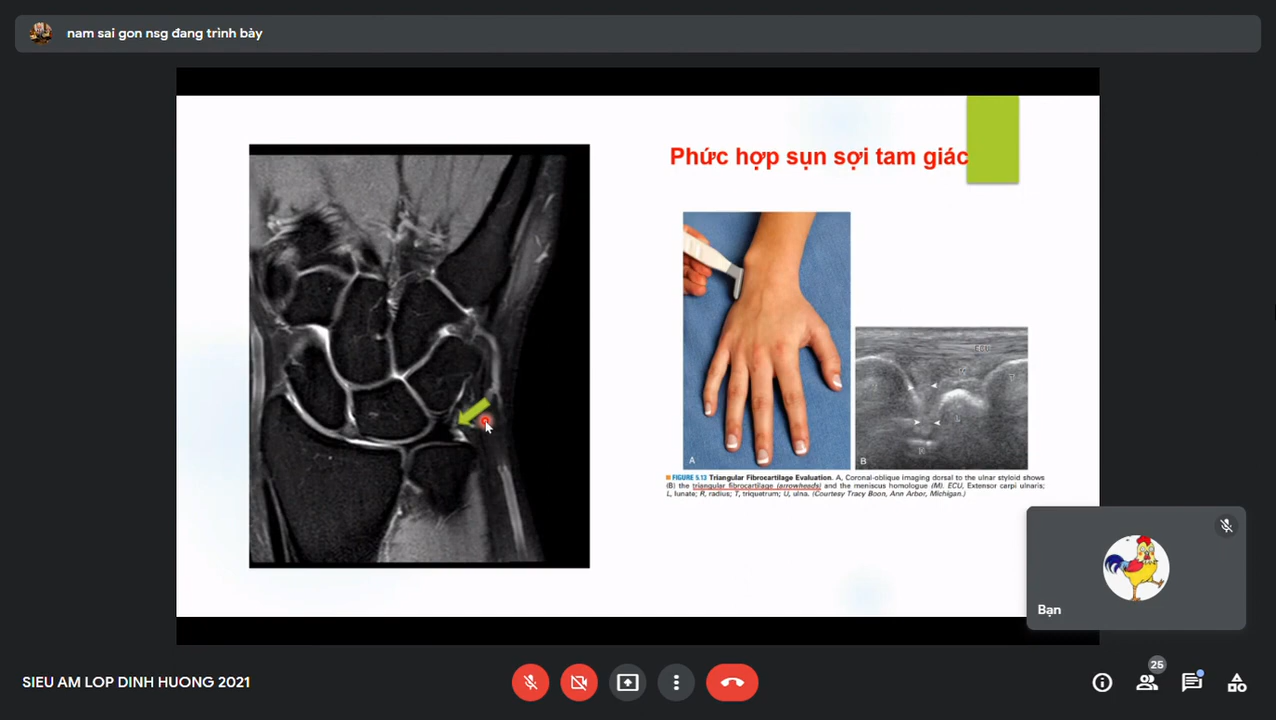 nam sai gon nsg đang trình bày
Phức hợp sụn sợi tam giác
A
B
ECU
T
L
R
FIGURE 5.13 Triangular Fibrocartilage Evaluation. A, Coronal-oblique imaging dorsal to the ulnar styloid shows
(B) the triangular fibrocartilage (arrowheads) and the meniscus homologue (M). ECU, Extensor carpi ulnaris;
L, lunate; R, radius; T, triquetrum; U, ulna. (Courtesy Tracy Boon, Ann Arbor, Michigan.)
Bạn
SIEU AM LOP DINH HUONG 2021
25